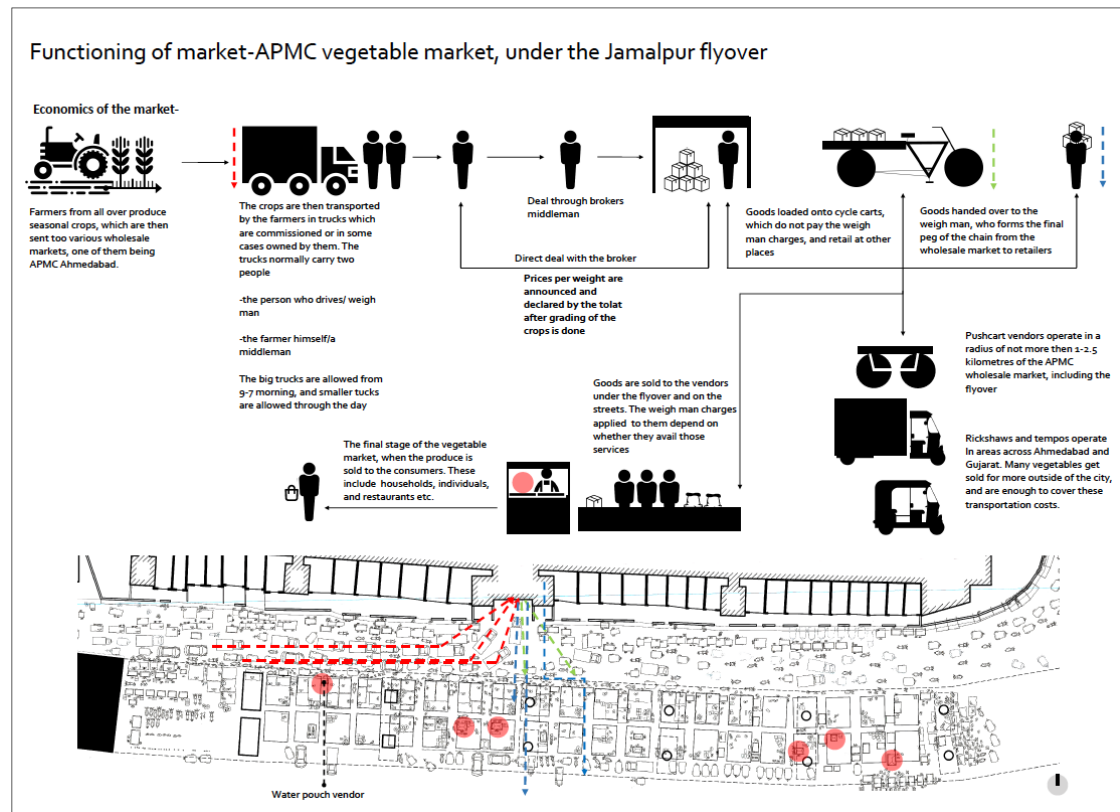 Functioning of market-APMC vegetable market, under the Jamalpur flyover
Economics of the market-
Farmers from all over produce
seasonal crops, which are then
sent too various wholesale
markets, one of them being
APMC Ahmedabad.
The crops are then transported
by the farmers in trucks which
are commissioned or in some
cases owned by them. The
trucks normally carry two
people
-the person who drives/ weigh
man
-the farmer himself/a
middleman
The big trucks are allowed from
9-7 morning, and smaller tucks
are allowed through the day
Deal through brokers
middleman
Direct deal with the broker
Prices per weight are
announced and
declared by the tolat
after grading of the
crops is done
Goods loaded onto cycle carts,
which do not pay the weigh
man charges, and retail at other
places
Goods handed over to the
weigh man, who forms the final
peg of the chain from the
wholesale market to retailers
Pushcart vendors operate in a
radius of not more then 1-2.5
kilometres of the APMC
wholesale market, including the
flyover
Rickshaws and tempos operate
In areas across Ahmedabad and
Gujarat. Many vegetables get
sold for more outside of the city,
and are enough to cover these
transportation costs.
Goods are sold to the vendors
under the flyover and on the
streets. The weigh man charges
applied to them depend on
whether they avail those
services
The final stage of the vegetable
market, when the produce is
sold to the consumers. These
include households, individuals,
and restaurants etc.
Water pouch vendor